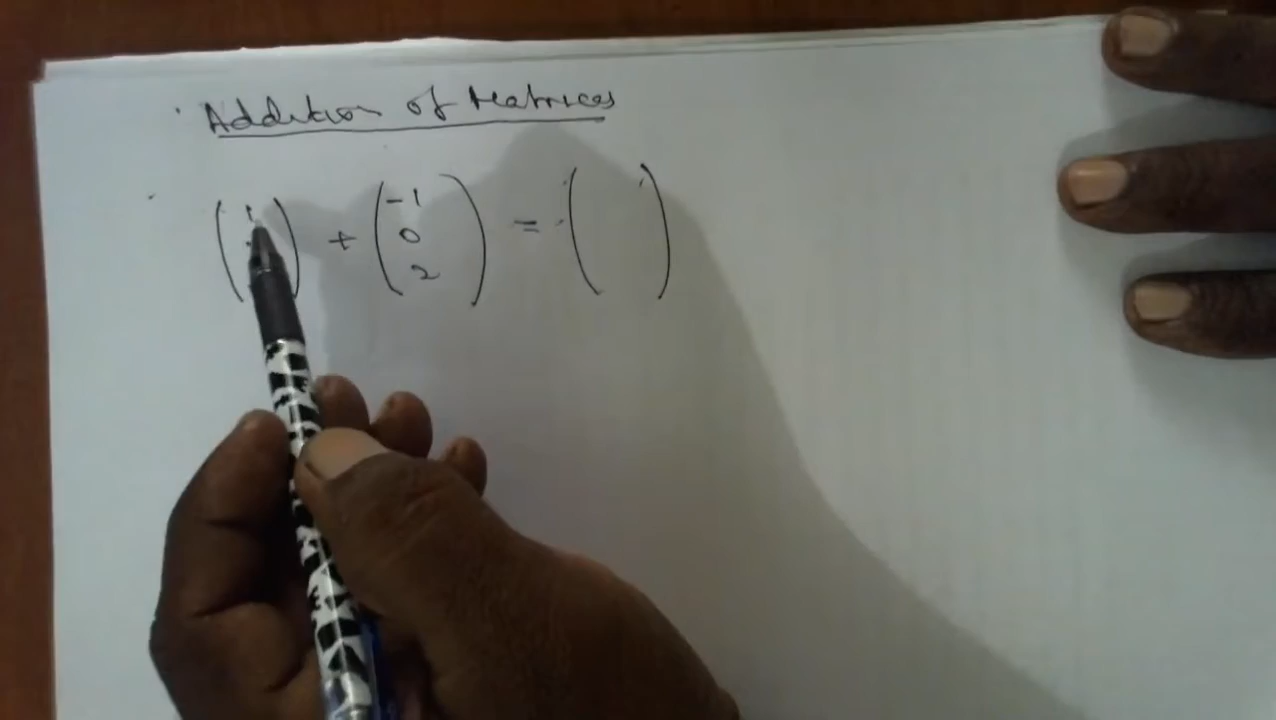 Addition of Matrices
( 1 ) + ( -1 ) = ( )
0
2